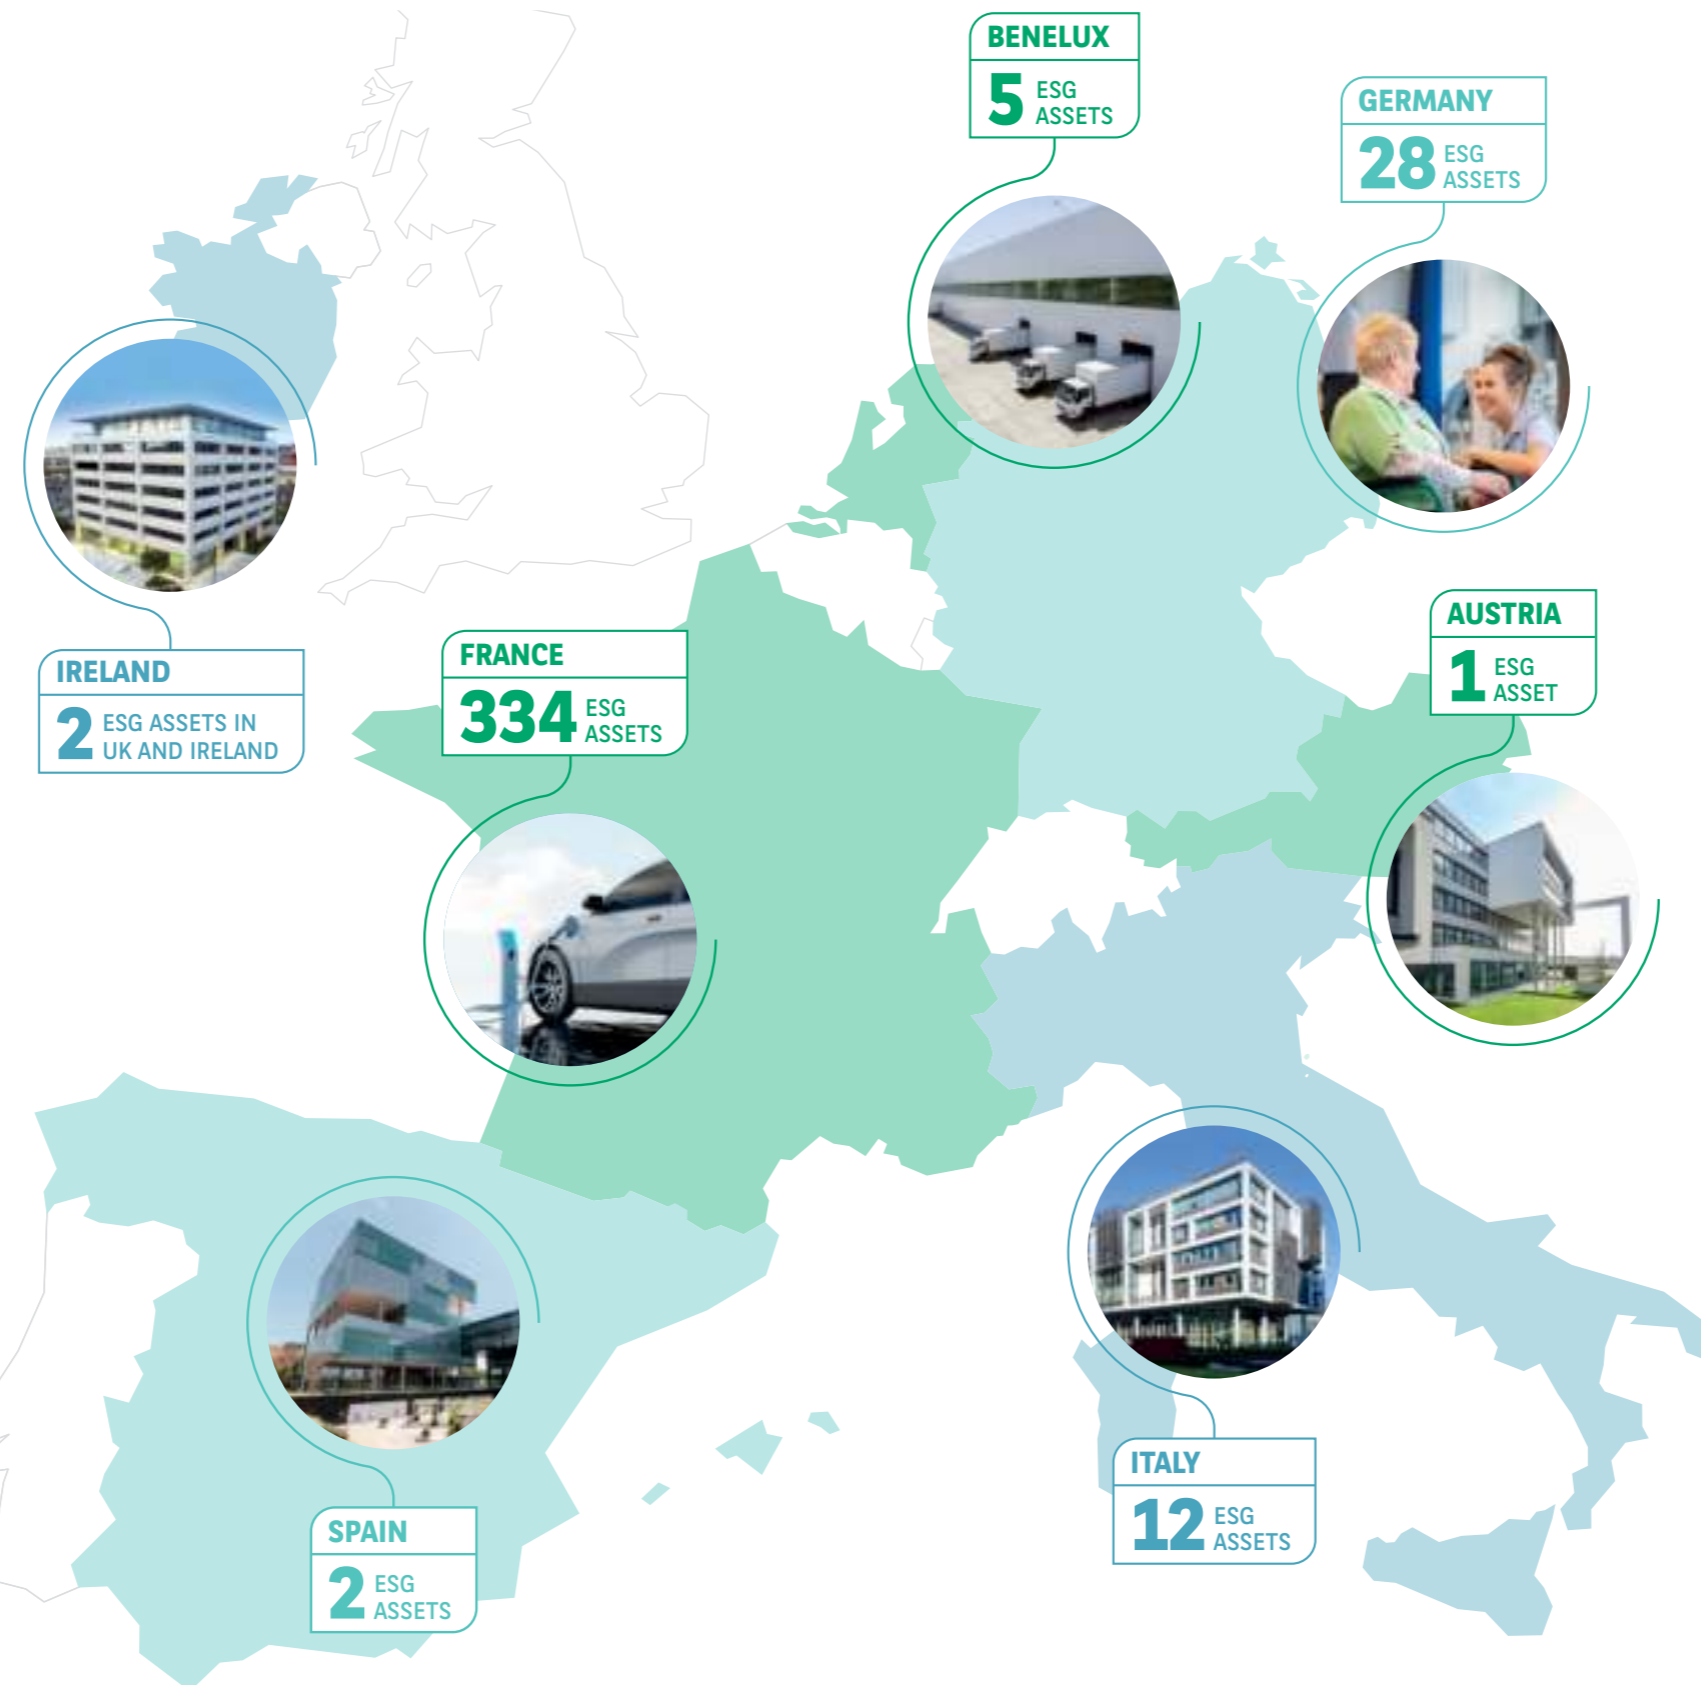 BENELUX
5 ESG
ASSETS
GERMANY
28 ESG
ASSETS
IRELAND
2 ESG ASSETS IN
UK AND IRELAND
FRANCE
334 ESG
ASSETS
AUSTRIA
1 ESG
ASSET
SPAIN
2 ESG
ASSETS
ITALY
12 ESG
ASSETS